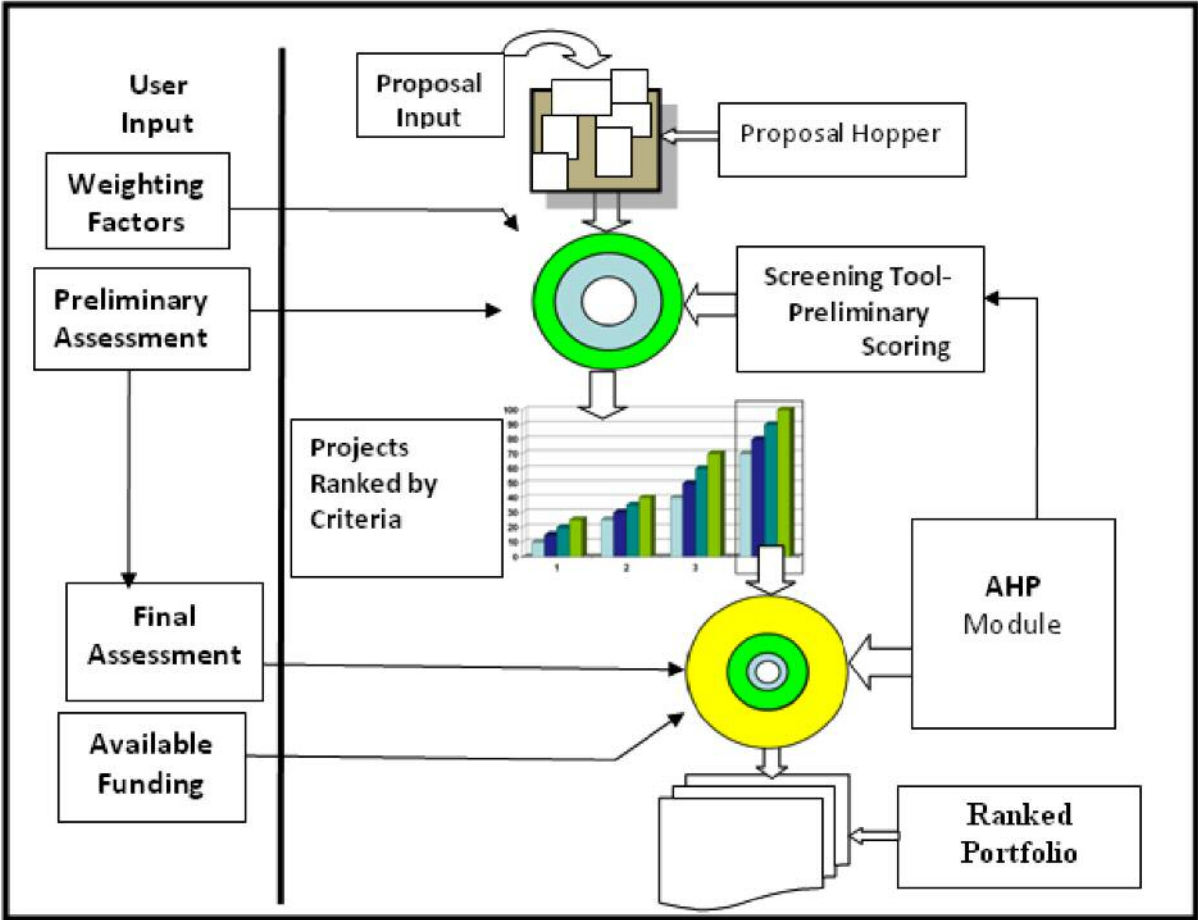 User
Input
Proposal
Input
Proposal Hopper
Weighting
Factors
Preliminary
Assessment
Screening Tool-
Preliminary
Scoring
Projects
Ranked by
Criteria
100
90
80
70
60
50
40
30
20
10
0
1
2
3
AHP
Module
Final
Assessment
Available
Funding
Ranked
Portfolio